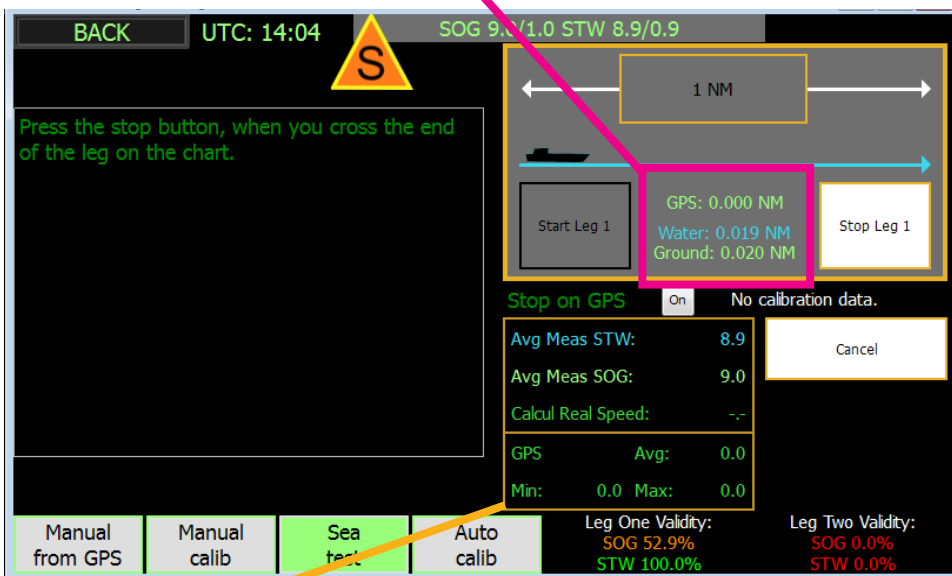 BACK
UTC: 14:04
S
SOG 9.0/1.0 STW 8.9/0.9
Press the stop button, when you cross the end
of the leg on the chart.
1 NM
Start Leg 1
GPS: 0.000 NM
Water: 0.019 NM
Ground: 0.020 NM
Stop Leg 1
Stop on GPS On No calibration data.
Avg Meas STW: 8.9
Avg Meas SOG: 9.0
Calcul Real Speed: -.-
GPS Avg: 0.0
Min: 0.0 Max: 0.0
Cancel
Manual
from GPS
Manual
calib
Sea
test
Auto
calib
Leg One Validity:
SOG 52.9%
STW 100.0%
Leg Two Validity:
SOG 0.0%
STW 0.0%